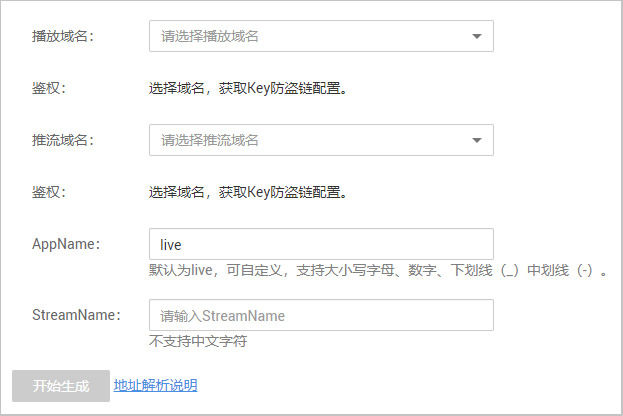 播放域名： 请选择播放域名
鉴权： 选择域名，获取Key防盗链配置。
推流域名： 请选择推流域名
鉴权： 选择域名，获取Key防盗链配置。
AppName： live
默认为live，可自定义，支持大小写字母、数字、下划线（_）中划线（-）。
StreamName： 请输入StreamName
不支持中文字符
开始生成 地址解析说明